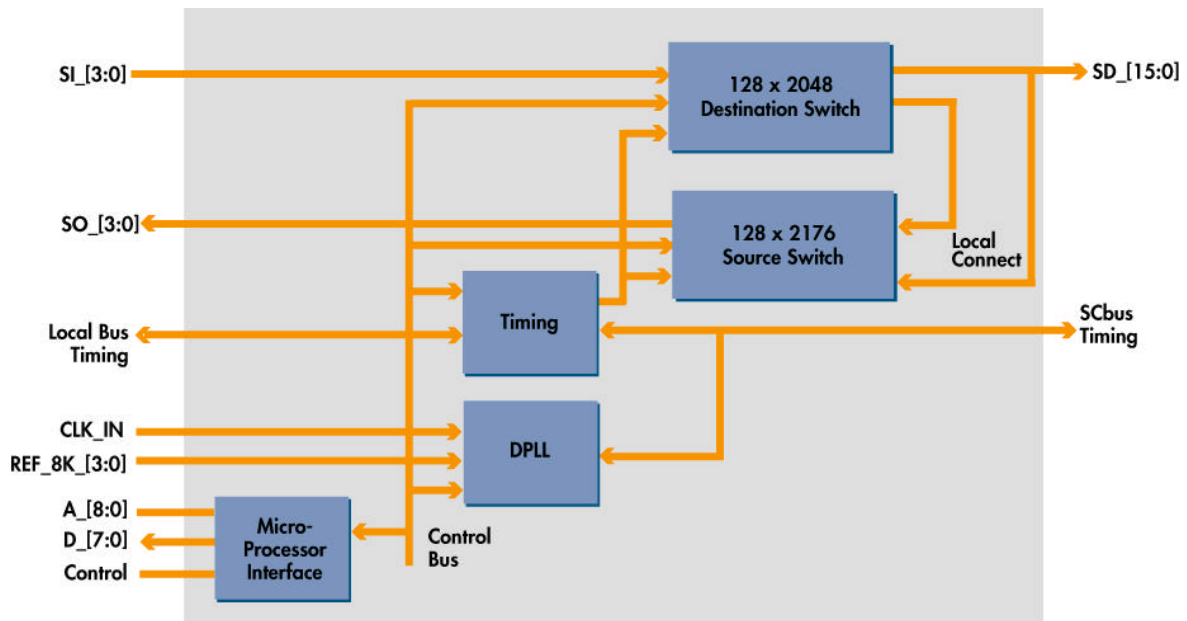 SI_[3:0]
128 x 2048
Destination Switch
SD_[15:0]
SO_[3:0]
128 x 2176
Source Switch
Local
Connect
Local Bus
Timing
Timing
SCbus
Timing
CLK_IN
REF_8K_[3:0]
DPLL
A_[8:0]
D_[7:0]
Control
Micro-
Processor
Interface
Control
Bus